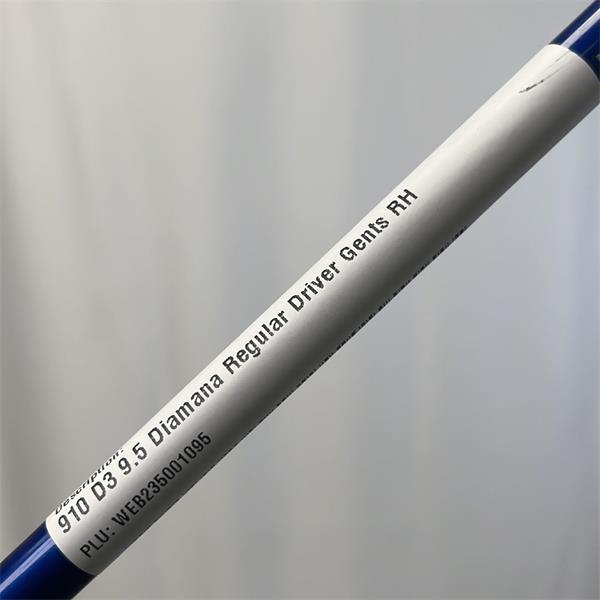 Description:
910 D3 9.5 Diamana Regular Driver Gents RH
PLU: WEB235001095